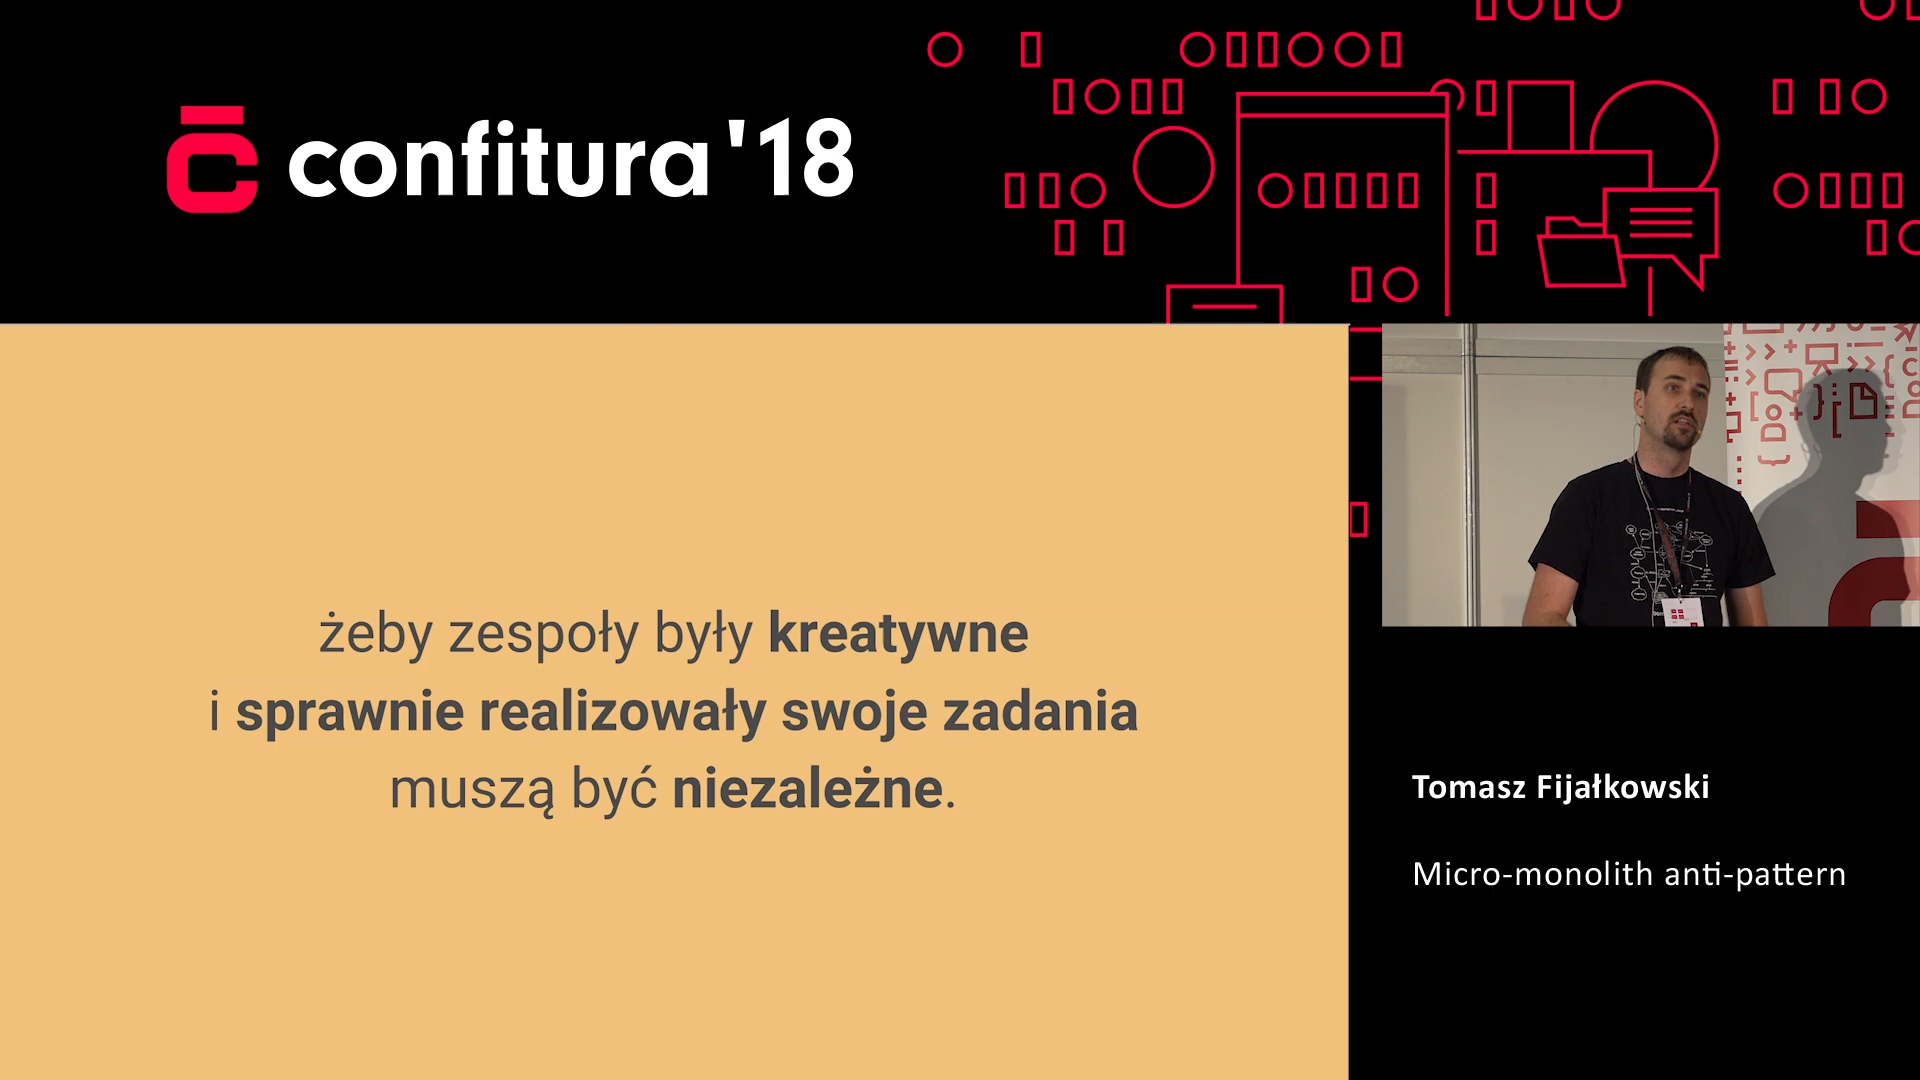 confitura '18
żeby zespoły były kreatywne
i sprawnie realizowały swoje zadania
muszą być niezależne.
Tomasz Fijałkowski
Micro-monolith anti-pattern